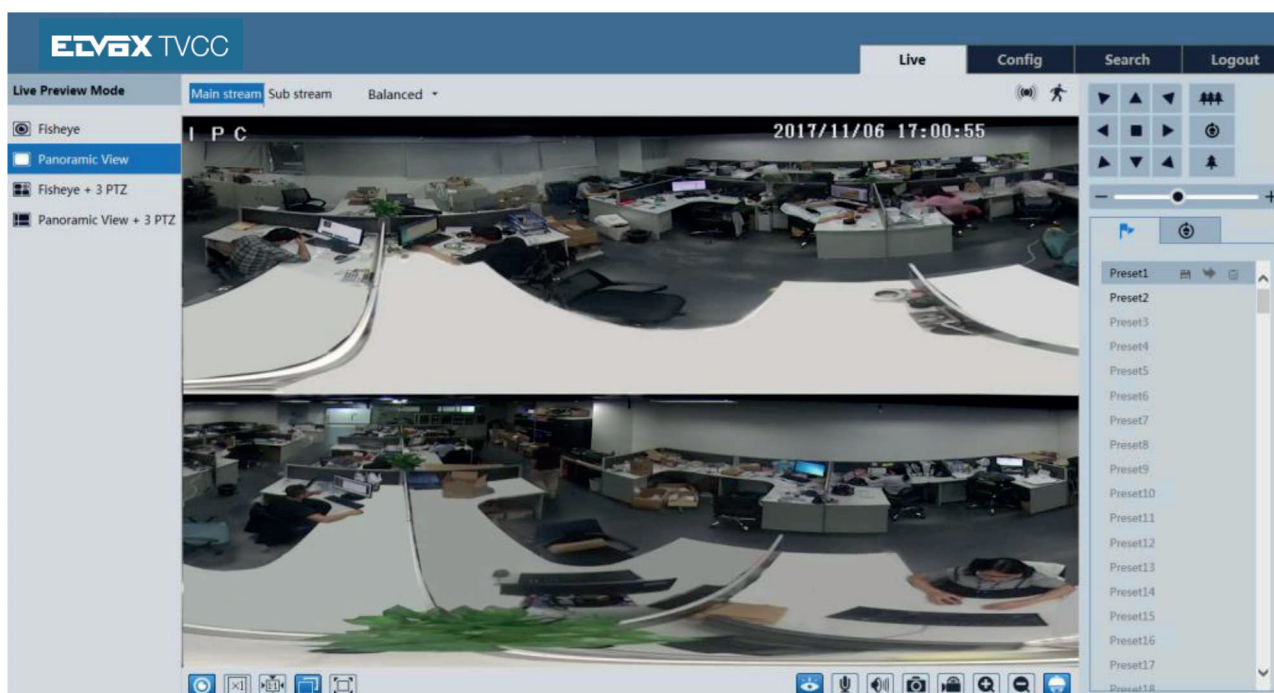 ELVOX TVCC
Live Config Search Logout
Live Preview Mode
Main stream Sub stream Balanced
Fisheye
Panoramic View
Fisheye + 3 PTZ
Panoramic View + 3 PTZ
I P C
2017/11/06 17:00:55
Preset1
Preset2
Preset3
Preset4
Preset5
Preset6
Preset7
Preset8
Preset9
Preset10
Preset11
Preset12
Preset13
Preset14
Preset15
Preset16
Preset17
Preset18